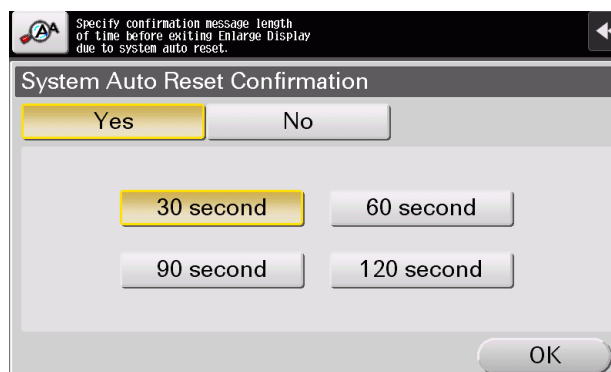 Specify confirmation message length
of time before exiting Enlarge Display
due to system auto reset.
System Auto Reset Confirmation
Yes No
30 second 60 second
90 second 120 second
OK